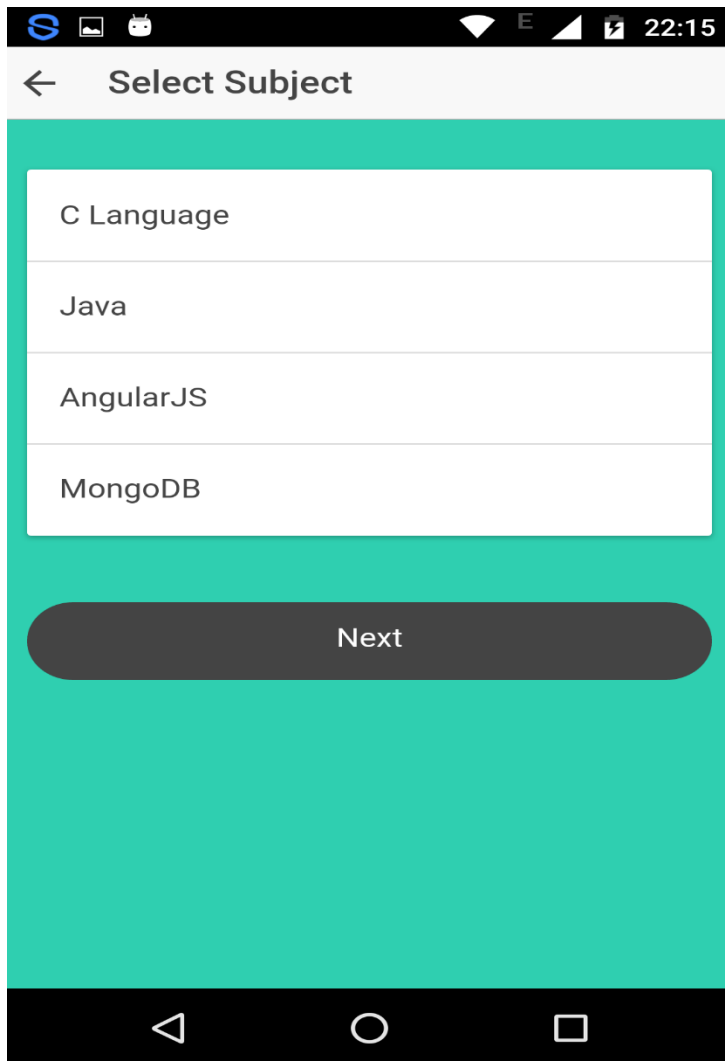 E 22:15
Select Subject
C Language
Java
AngularJS
MongoDB
Next